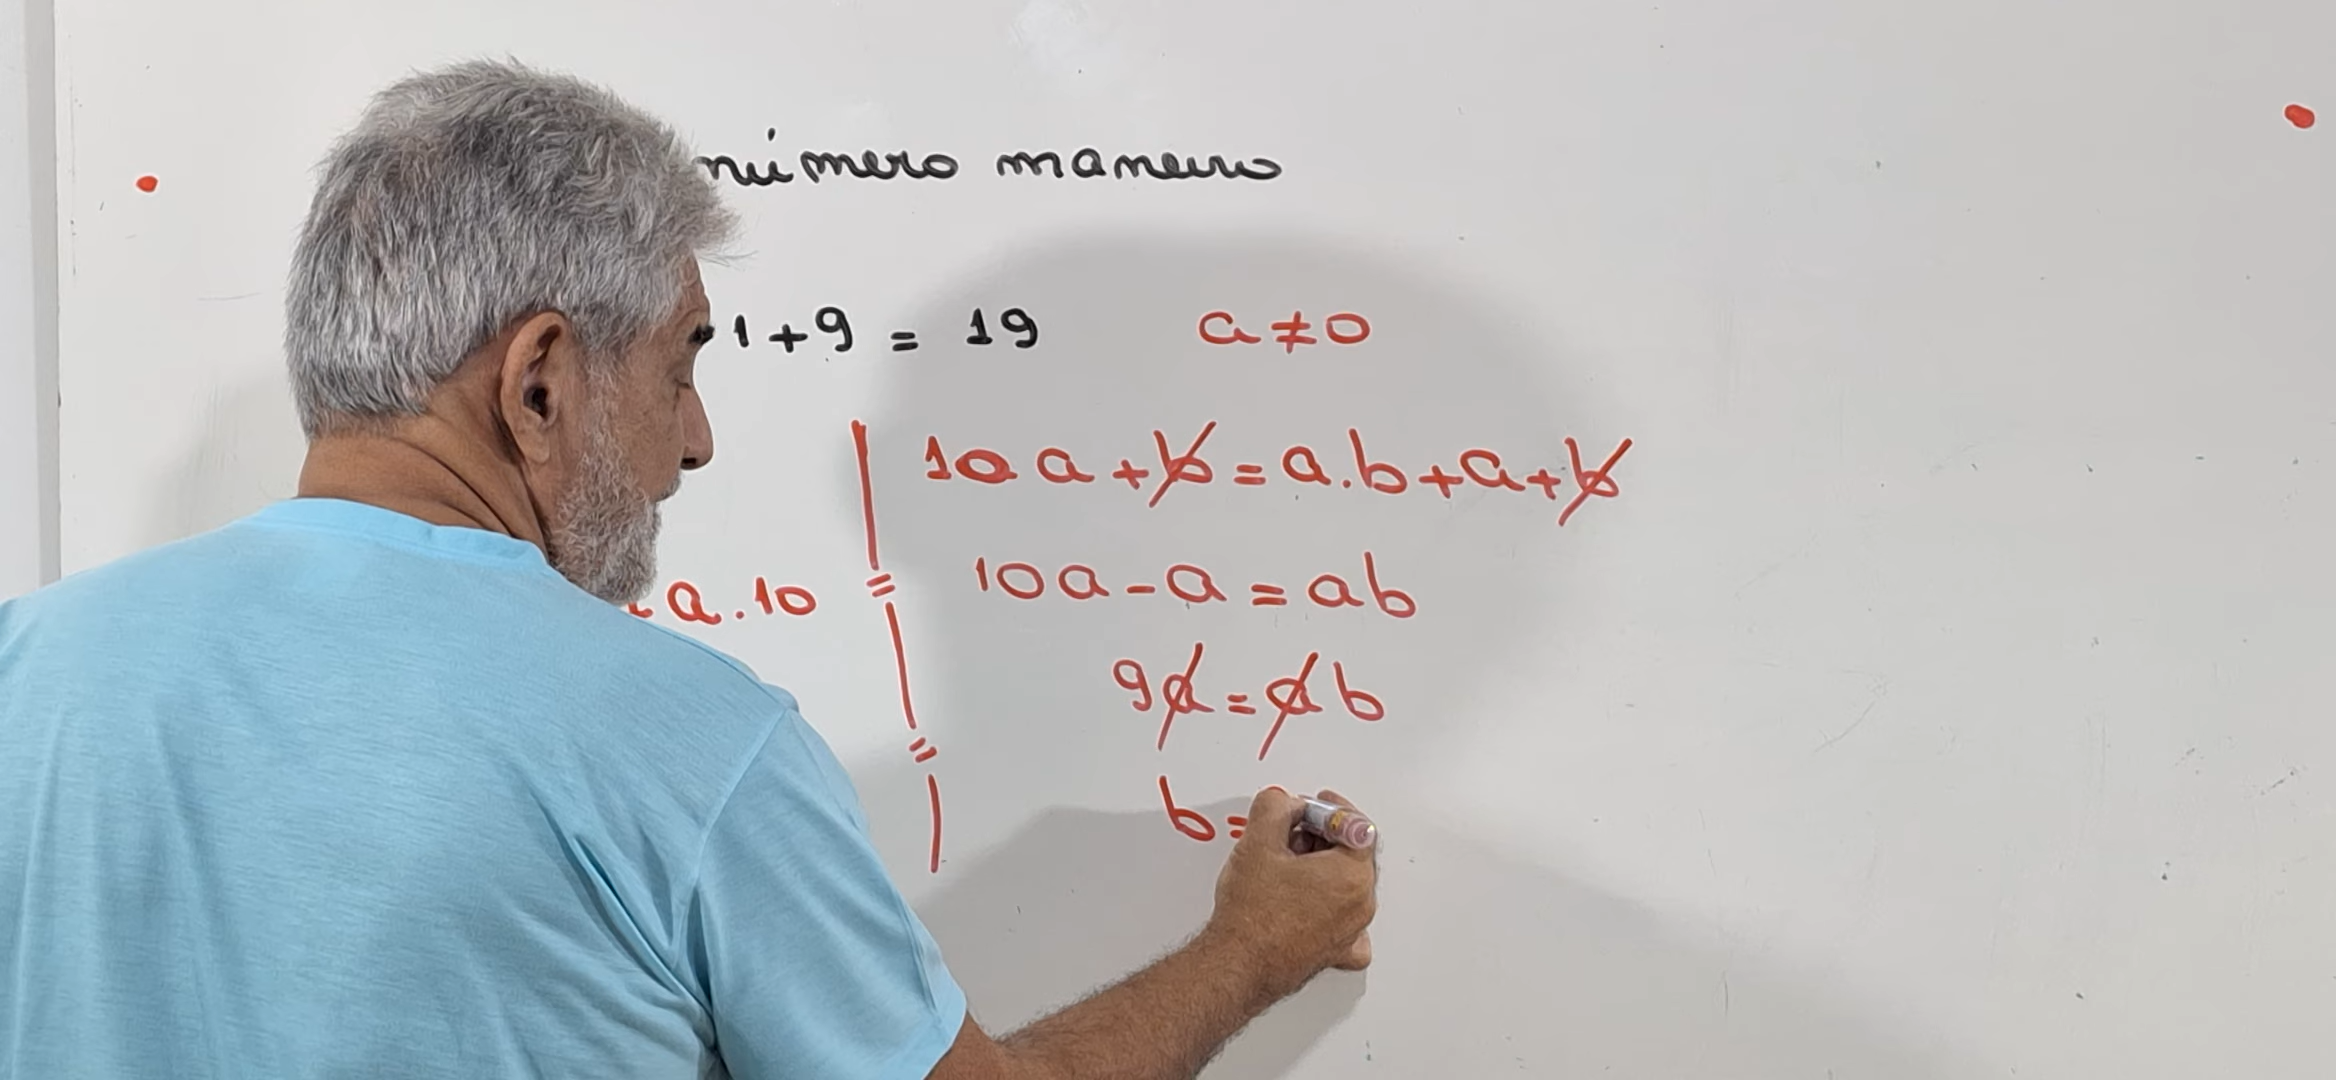 número maneiro
1+9 = 19
a ≠ 0
10a+b=a.b+a+b
a.10
10a-a=ab
9a=ab
b=